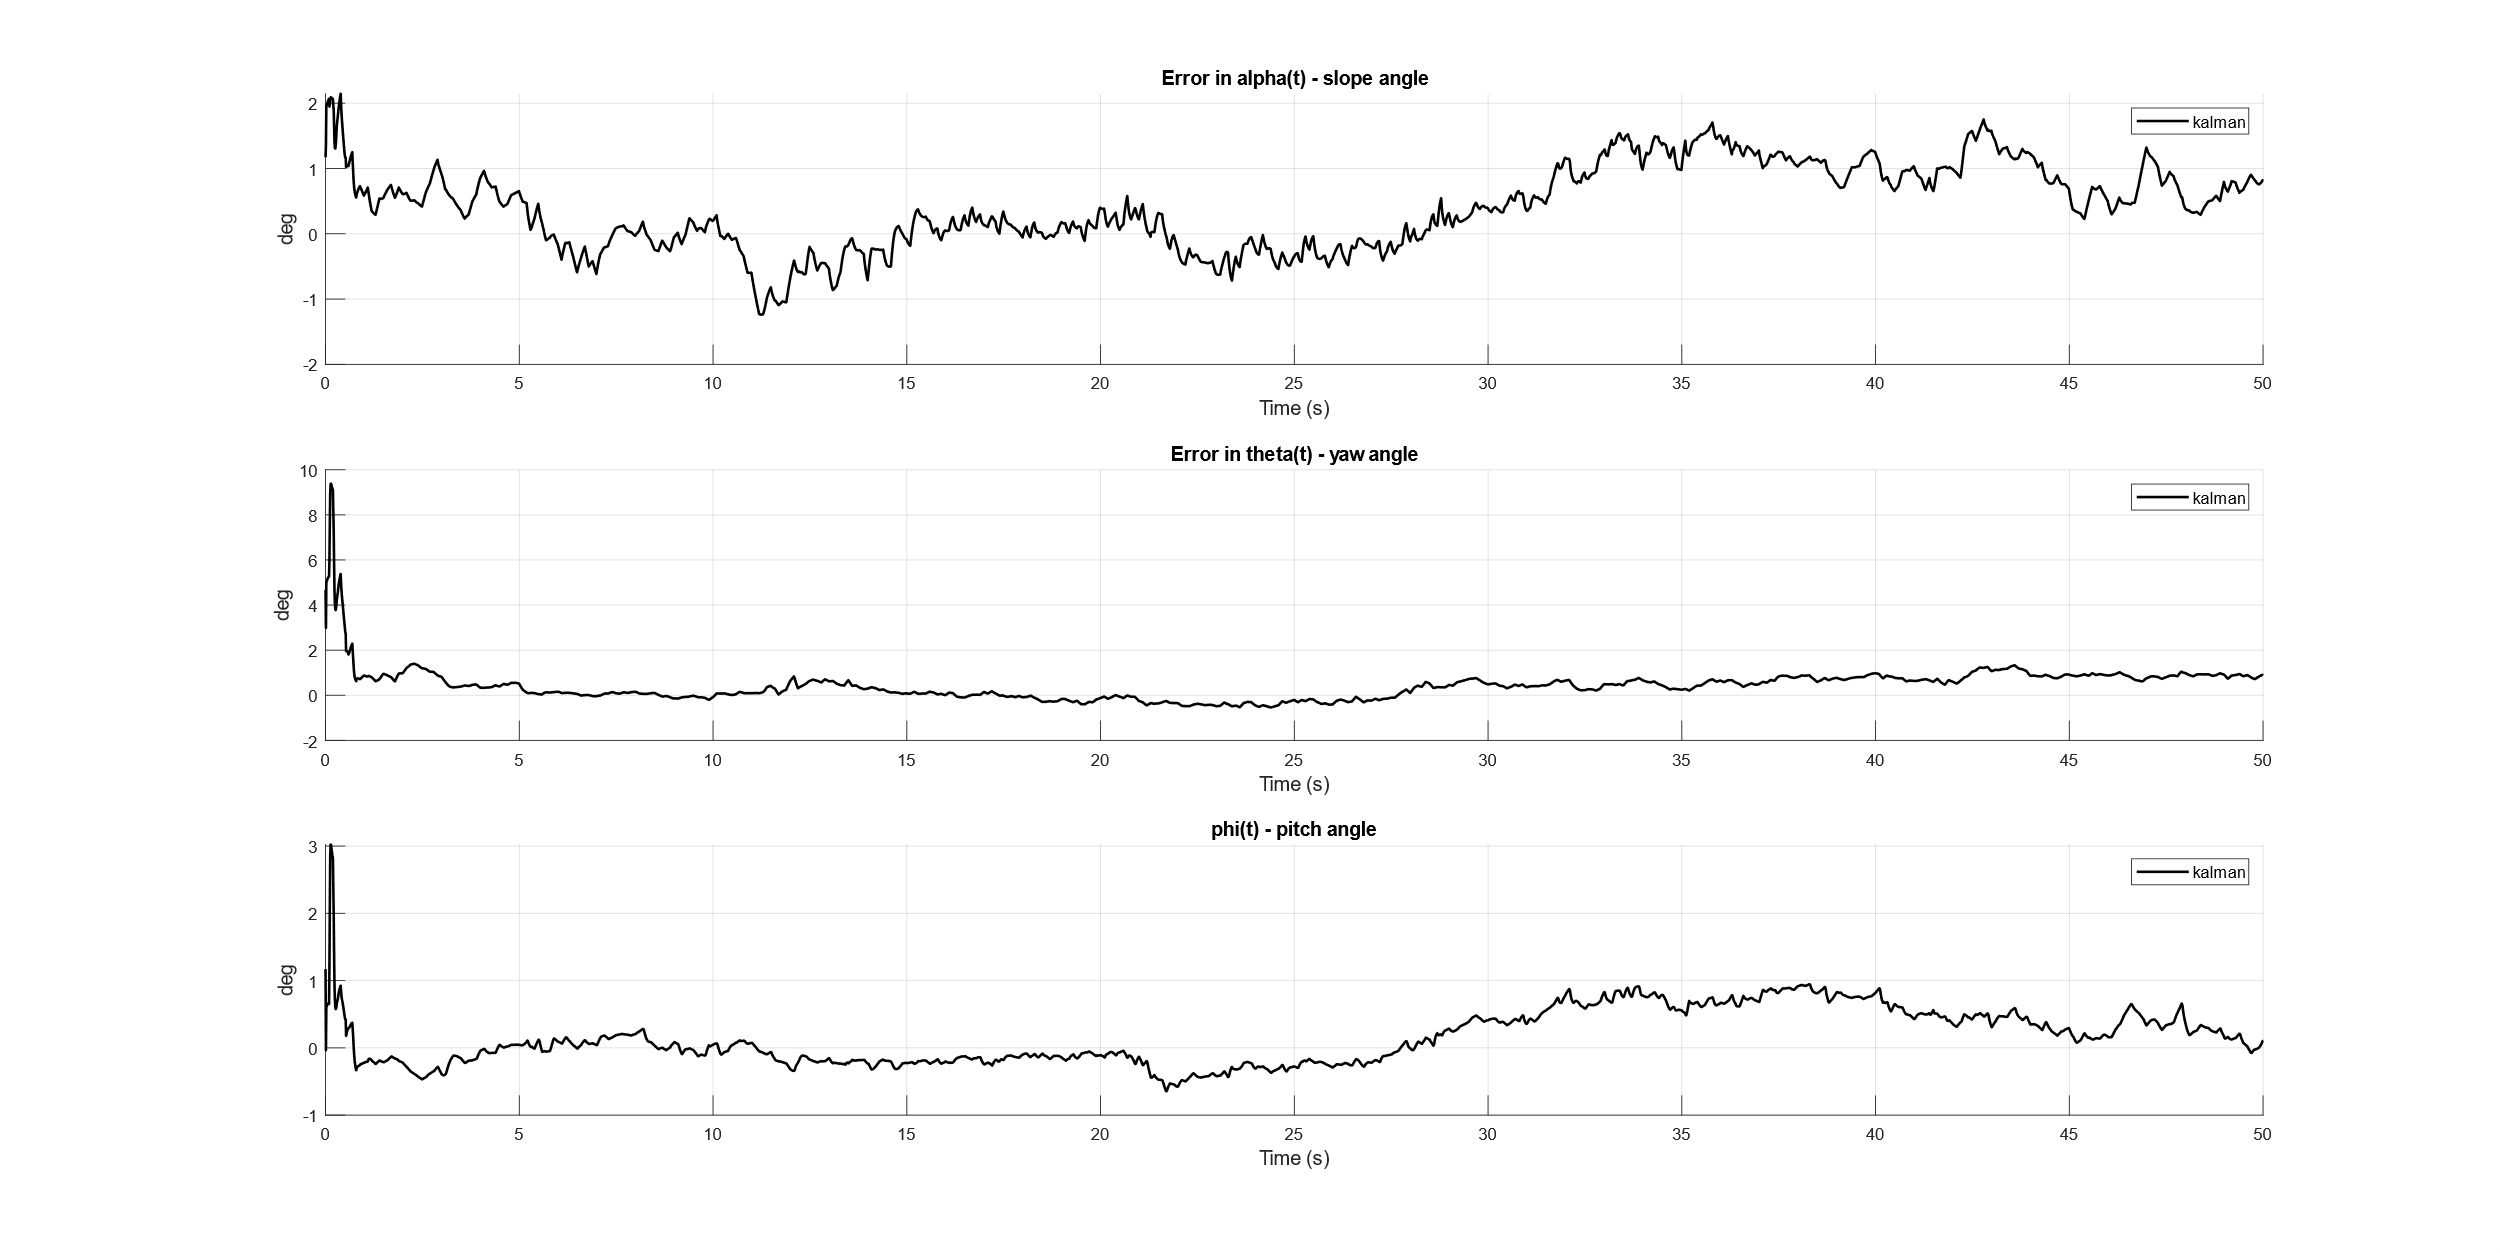 Error in alpha(t) - slope angle
2
1
0
-1
-2
deg
kalman
0 5 10 15 20 25 30 35 40 45 50
Time (s)
Error in theta(t) - yaw angle
10
8
6
4
2
0
-2
deg
kalman
0 5 10 15 20 25 30 35 40 45 50
Time (s)
phi(t) - pitch angle
3
2
1
0
-1
deg
kalman
0 5 10 15 20 25 30 35 40 45 50
Time (s)